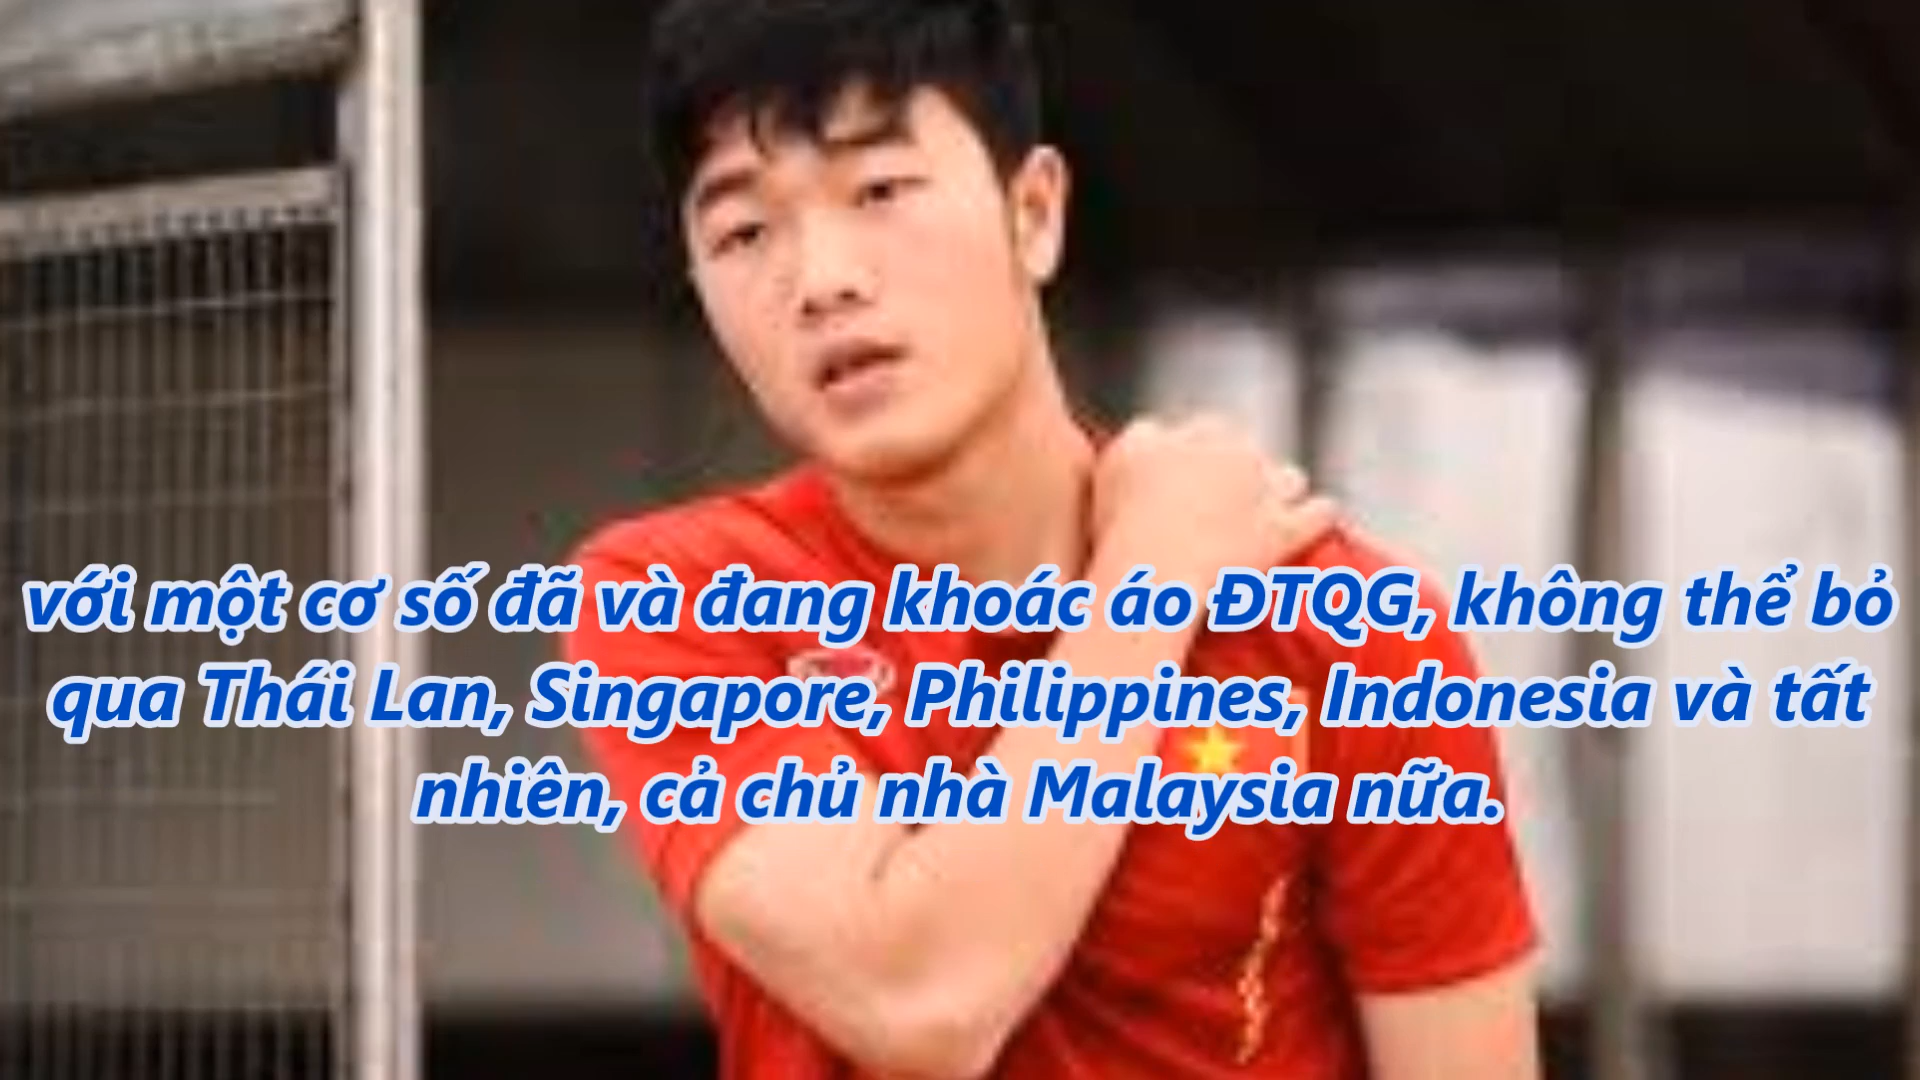 với một cơ số đã và đang khoác áo ĐTQG, không thể bỏ
qua Thái Lan, Singapore, Philippines, Indonesia và tất
nhiên, cả chủ nhà Malaysia nữa.